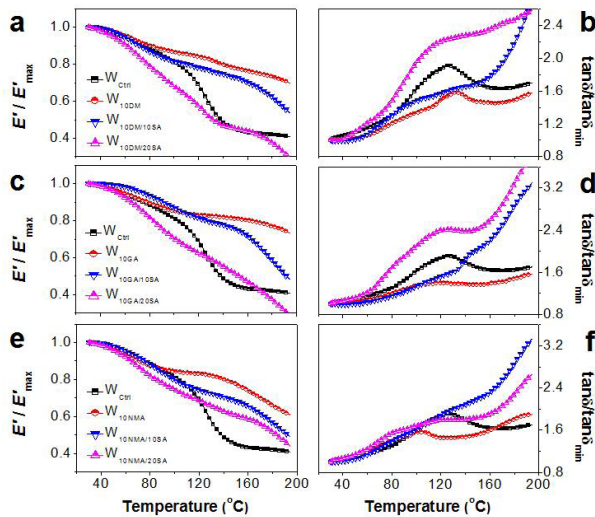 a
b
1.0
0.8
0.6
0.4
E' / E'max
WCtrl
W10DM
W10DM/10SA
W10DM/20SA
2.4
2.0
1.6
1.2
0.8
tanδ/tanδmin
c
d
1.0
0.8
0.6
0.4
E' / E'max
WCtrl
W10GA
W10GA/10SA
W10GA/20SA
3.2
2.4
1.6
0.8
tanδ/tanδmin
e
f
1.0
0.8
0.6
0.4
E' / E'max
WCtrl
W10NMA
W10NMA/10SA
W10NMA/20SA
3.2
2.4
1.6
0.8
tanδ/tanδmin
40 80 120 160 200
40 80 120 160 200
Temperature (°C)
Temperature (°C)